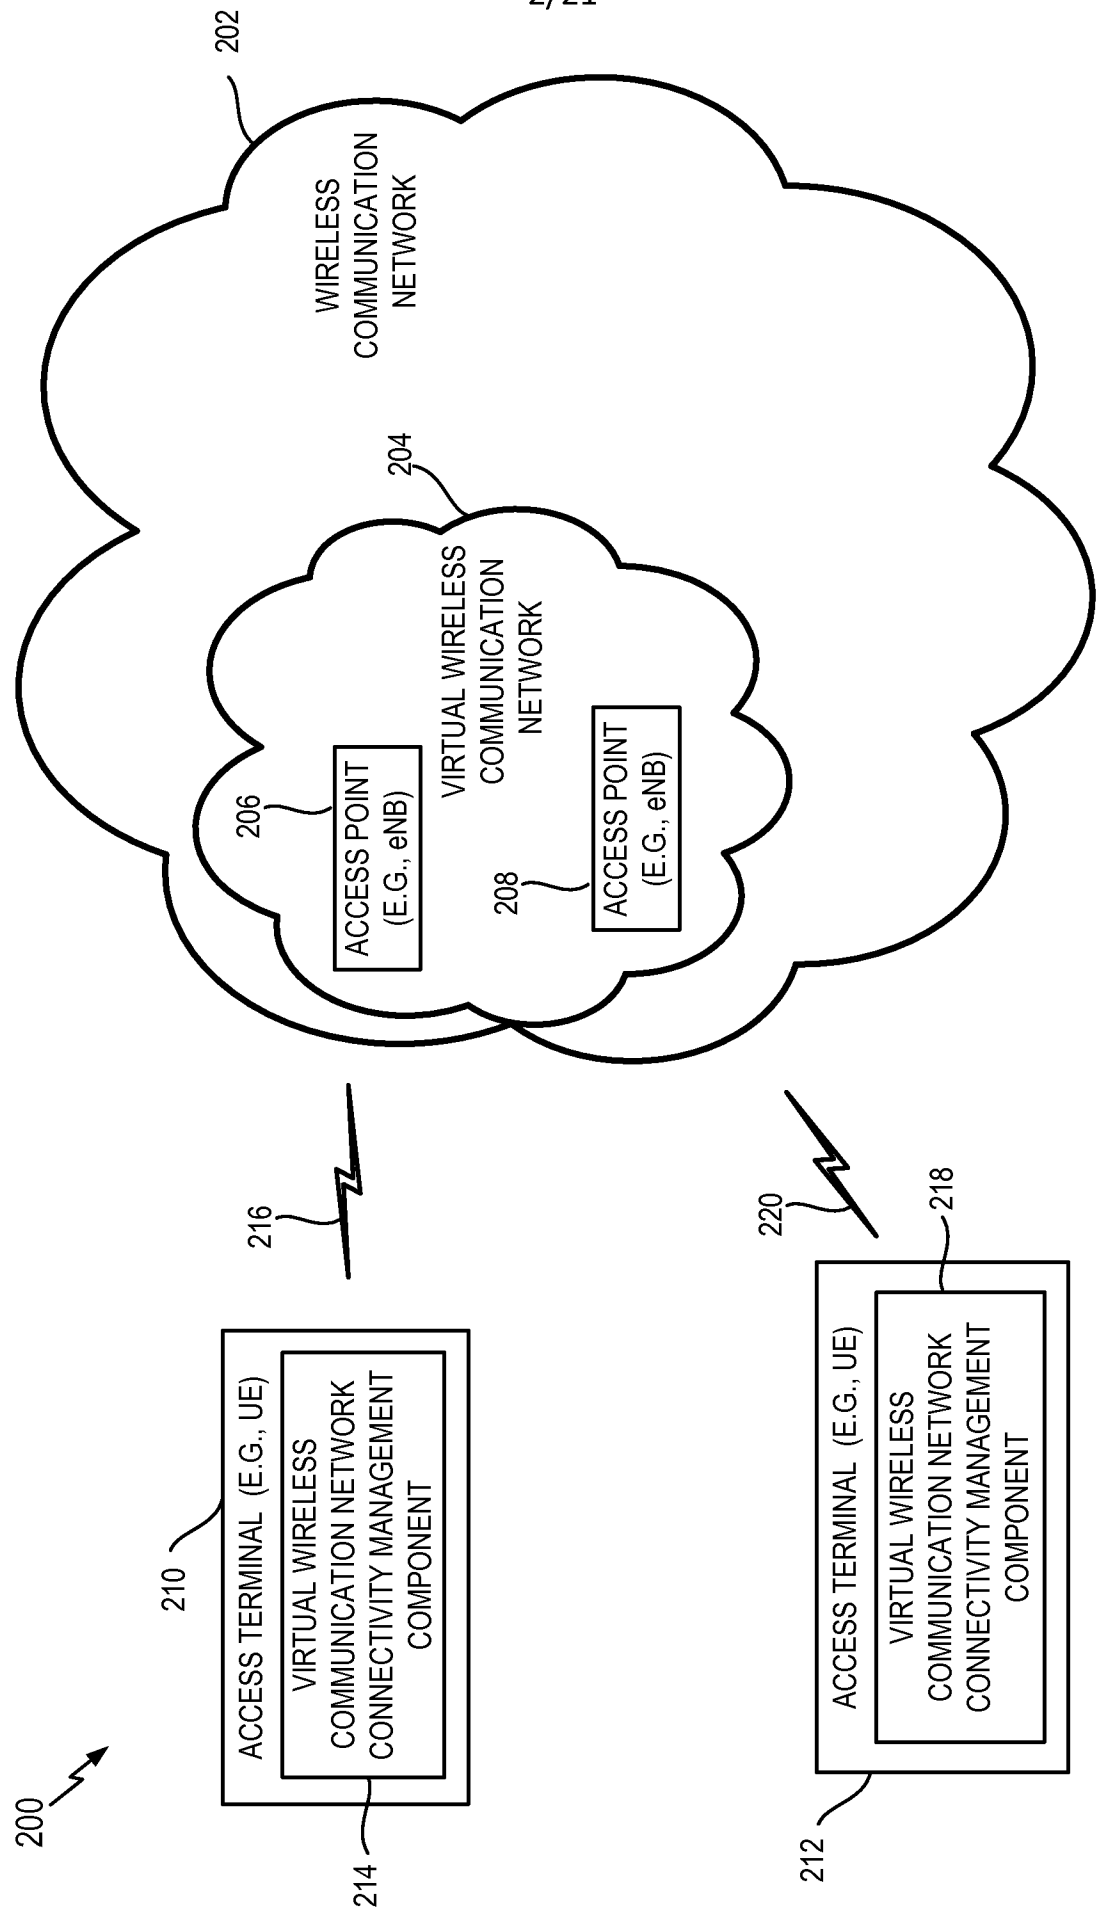 2/21
200
202
WIRELESS
COMMUNICATION
NETWORK
204
VIRTUAL WIRELESS
COMMUNICATION
NETWORK
206
ACCESS POINT
(E.G., eNB)
208
ACCESS POINT
(E.G., eNB)
216
220
210
ACCESS TERMINAL (E.G., UE)
VIRTUAL WIRELESS
COMMUNICATION NETWORK
CONNECTIVITY MANAGEMENT
COMPONENT
214
212
ACCESS TERMINAL (E.G., UE)
VIRTUAL WIRELESS
COMMUNICATION NETWORK
CONNECTIVITY MANAGEMENT
COMPONENT
218